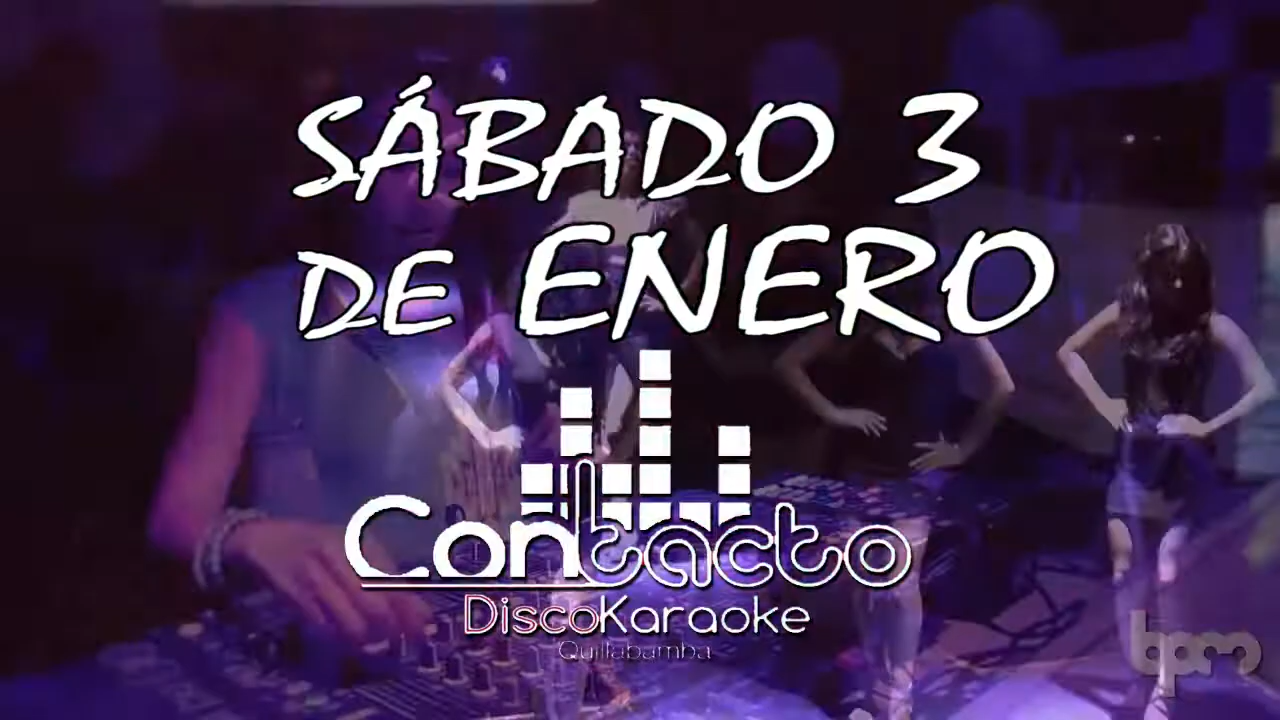 SÁBADO 3
DE ENERO
Contacto
DiscoKaraoke
Quillabamba
bpm